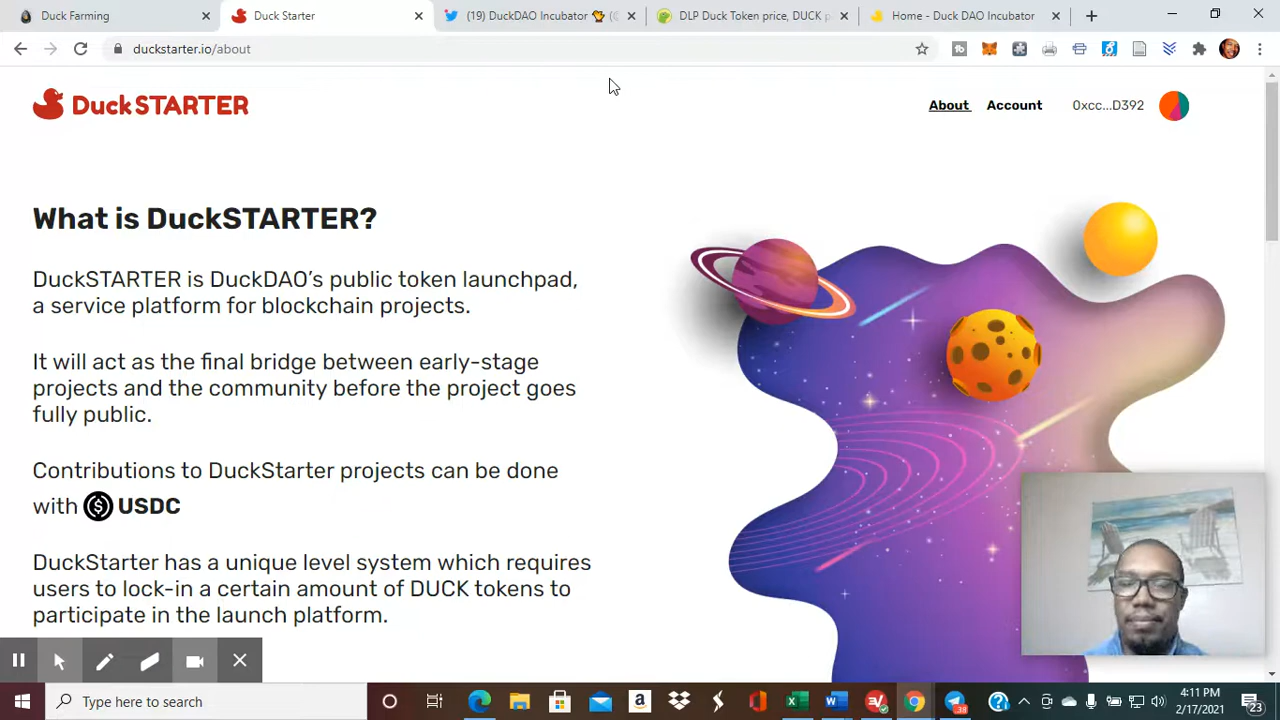 Duck Farming
Duck Starter
(19) DuckDAO Incubator
DLP Duck Token price, DUCK p
Home - Duck DAO Incubator
duckstarter.io/about
DuckSTARTER
About
Account
0xcc...D392
What is DuckSTARTER?
DuckSTARTER is DuckDAO's public token launchpad,
a service platform for blockchain projects.
It will act as the final bridge between early-stage
projects and the community before the project goes
fully public.
Contributions to DuckStarter projects can be done
with USDC
DuckStarter has a unique level system which requires
users to lock-in a certain amount of DUCK tokens to
participate in the launch platform.
Type here to search
38
4:11 PM
2/17/2021
23